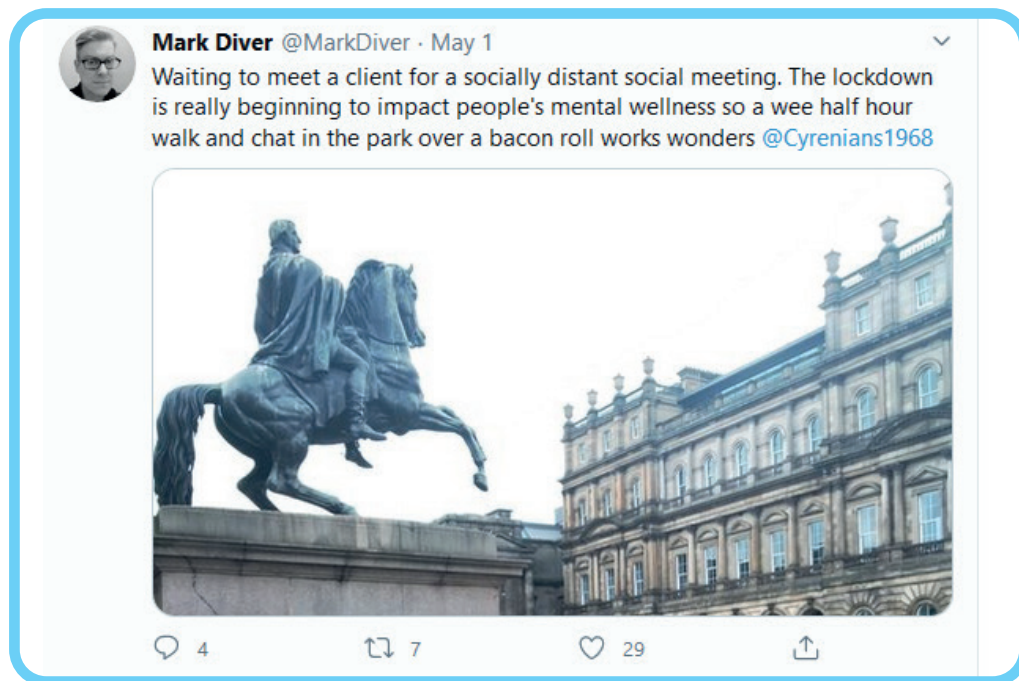 Mark Diver @MarkDiver · May 1
Waiting to meet a client for a socially distant social meeting. The lockdown
is really beginning to impact people's mental wellness so a wee half hour
walk and chat in the park over a bacon roll works wonders @Cyrenians1968
4 7 29